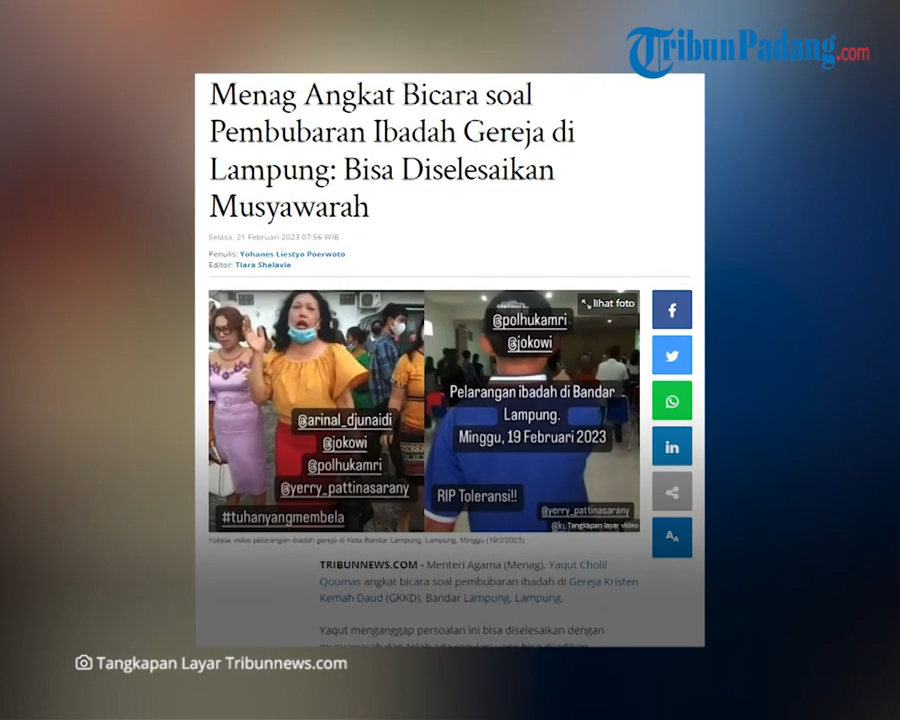 TribunPadang.com
Menag Angkat Bicara soal
Pembubaran Ibadah Gereja di
Lampung: Bisa Diselesaikan
Musyawarah
Selasa, 21 Februari 2023 07:56 WIB
Penulis: Yohanes Liestyo Poerwoto
Editor: Tiara Shelavie
lihat foto
@arinal_djunaidi
@jokowi
@polhukamri
@yerry_pattinasarany
#tuhanyangmembela
@polhukamri
@jokowi
Pelarangan ibadah di Bandar
Lampung.
Minggu, 19 Februari 2023
RIP Toleransi!!
@yerry_pattinasarany
Tangkapan layar video
f
in
AA
Kolase video pelarangan ibadah gereja di Kota Bandar Lampung, Lampung, Minggu (19/2/2023).
TRIBUNNEWS.COM - Menteri Agama (Menag), Yaqut Cholil
Qoumas angkat bicara soal pembubaran ibadah di Gereja Kristen
Kemah Daud (GKKD), Bandar Lampung, Lampung.
Yaqut menganggap persoalan ini bisa diselesaikan dengan
Tangkapan Layar Tribunnews.com